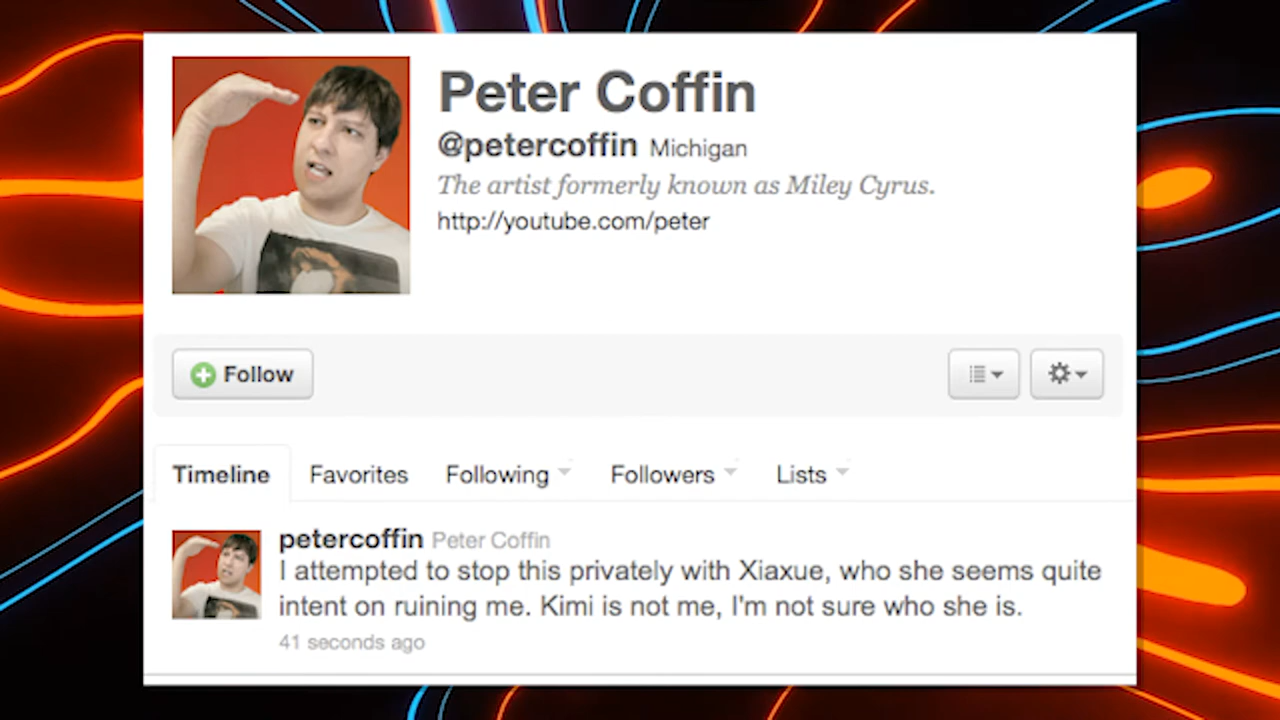 Peter Coffin
@petercoffin Michigan
The artist formerly known as Miley Cyrus.
http://youtube.com/peter
Follow
Timeline Favorites Following Followers Lists
petercoffin Peter Coffin
I attempted to stop this privately with Xiaxue, who she seems quite
intent on ruining me. Kimi is not me, I'm not sure who she is.
41 seconds ago